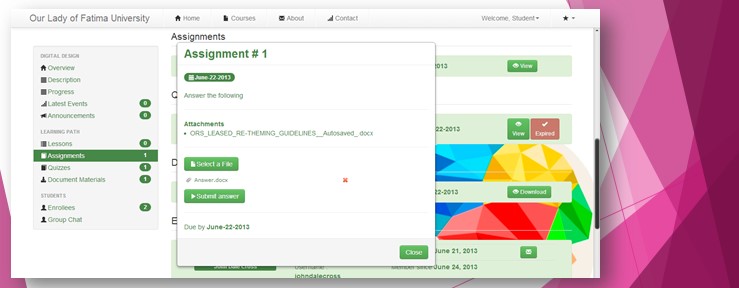 Our Lady of Fatima University
Home
Courses
About
Contact
Welcome, Student
DIGITAL DESIGN
Overview
Description
Progress
Latest Events 0
Announcements 0
LEARNING PATH
Lessons 0
Assignments 1
Quizzes 1
Document Materials 1
STUDENTS
Enrollees 2
Group Chat
Assignments
Assignment # 1
June-22-2013
Answer the following
Attachments
ORS_LEASED_RE-THEMING_GUIDELINES__Autosaved_.docx
Select a File
Answer.docx
Submit answer
Due by June-22-2013
Close
2013
View
22-2013
View
Expired
22-2013
Download
June 21, 2013
Member since June 24, 2013
johndalecross